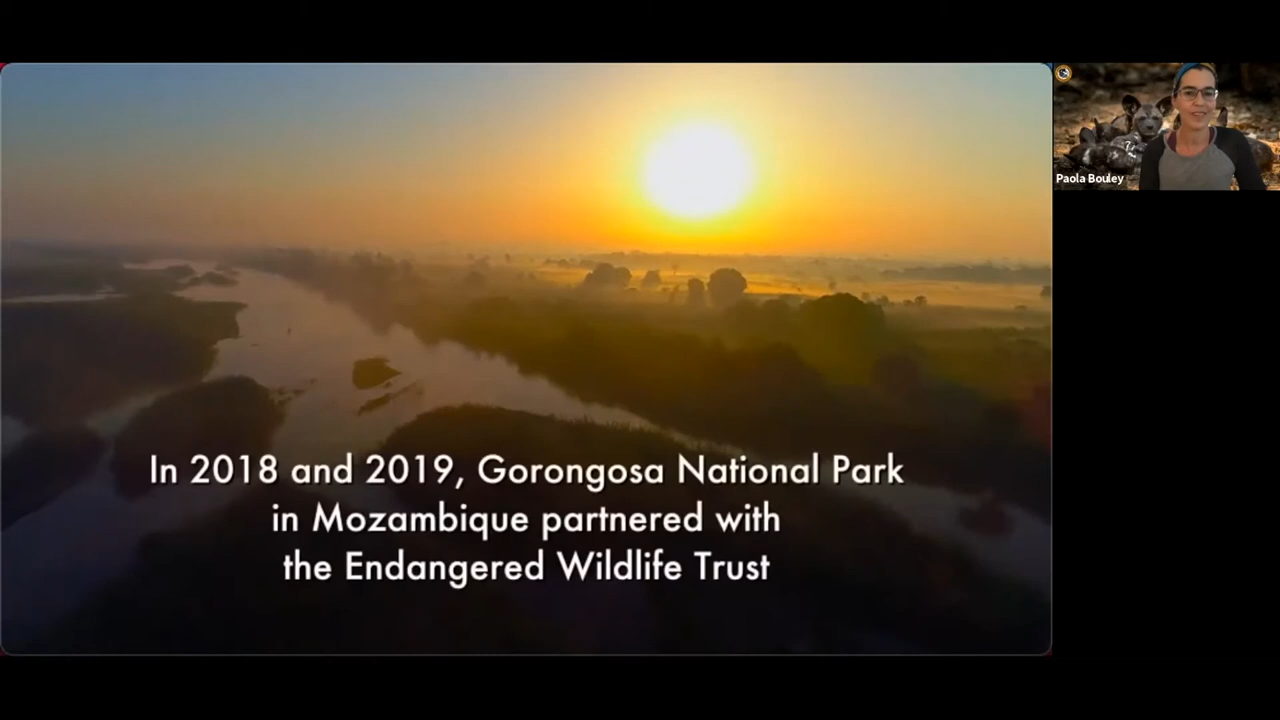 In 2018 and 2019, Gorongosa National Park
in Mozambique partnered with
the Endangered Wildlife Trust
Paola Bouley